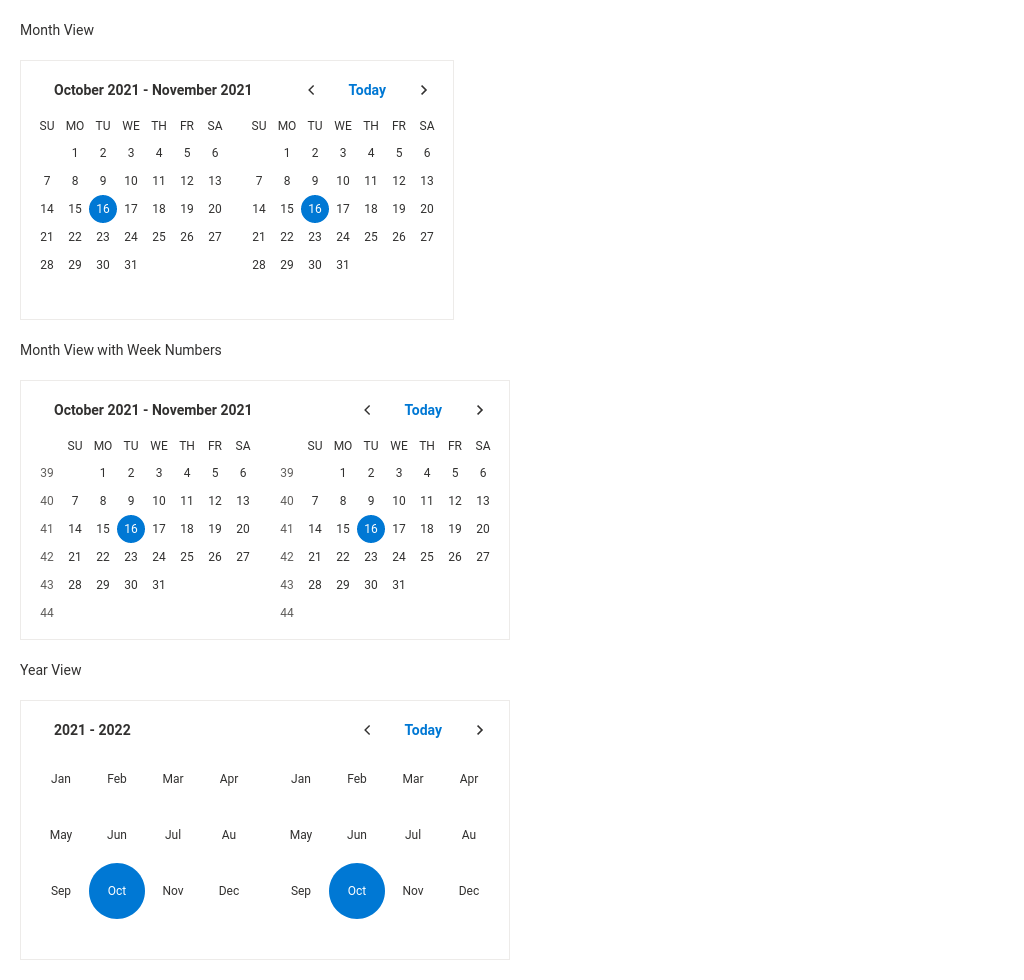 Month View
October 2021 - November 2021 Today
SU MO TU WE TH FR SA SU MO TU WE TH FR SA
1 2 3 4 5 6 1 2 3 4 5 6
7 8 9 10 11 12 13 7 8 9 10 11 12 13
14 15 16 17 18 19 20 14 15 16 17 18 19 20
21 22 23 24 25 26 27 21 22 23 24 25 26 27
28 29 30 31 28 29 30 31
Month View with Week Numbers
October 2021 - November 2021 Today
SU MO TU WE TH FR SA SU MO TU WE TH FR SA
39 1 2 3 4 5 6 39 1 2 3 4 5 6
40 7 8 9 10 11 12 13 40 7 8 9 10 11 12 13
41 14 15 16 17 18 19 20 41 14 15 16 17 18 19 20
42 21 22 23 24 25 26 27 42 21 22 23 24 25 26 27
43 28 29 30 31 43 28 29 30 31
44 44
Year View
2021 - 2022 Today
Jan Feb Mar Apr Jan Feb Mar Apr
May Jun Jul Au May Jun Jul Au
Sep Oct Nov Dec Sep Oct Nov Dec